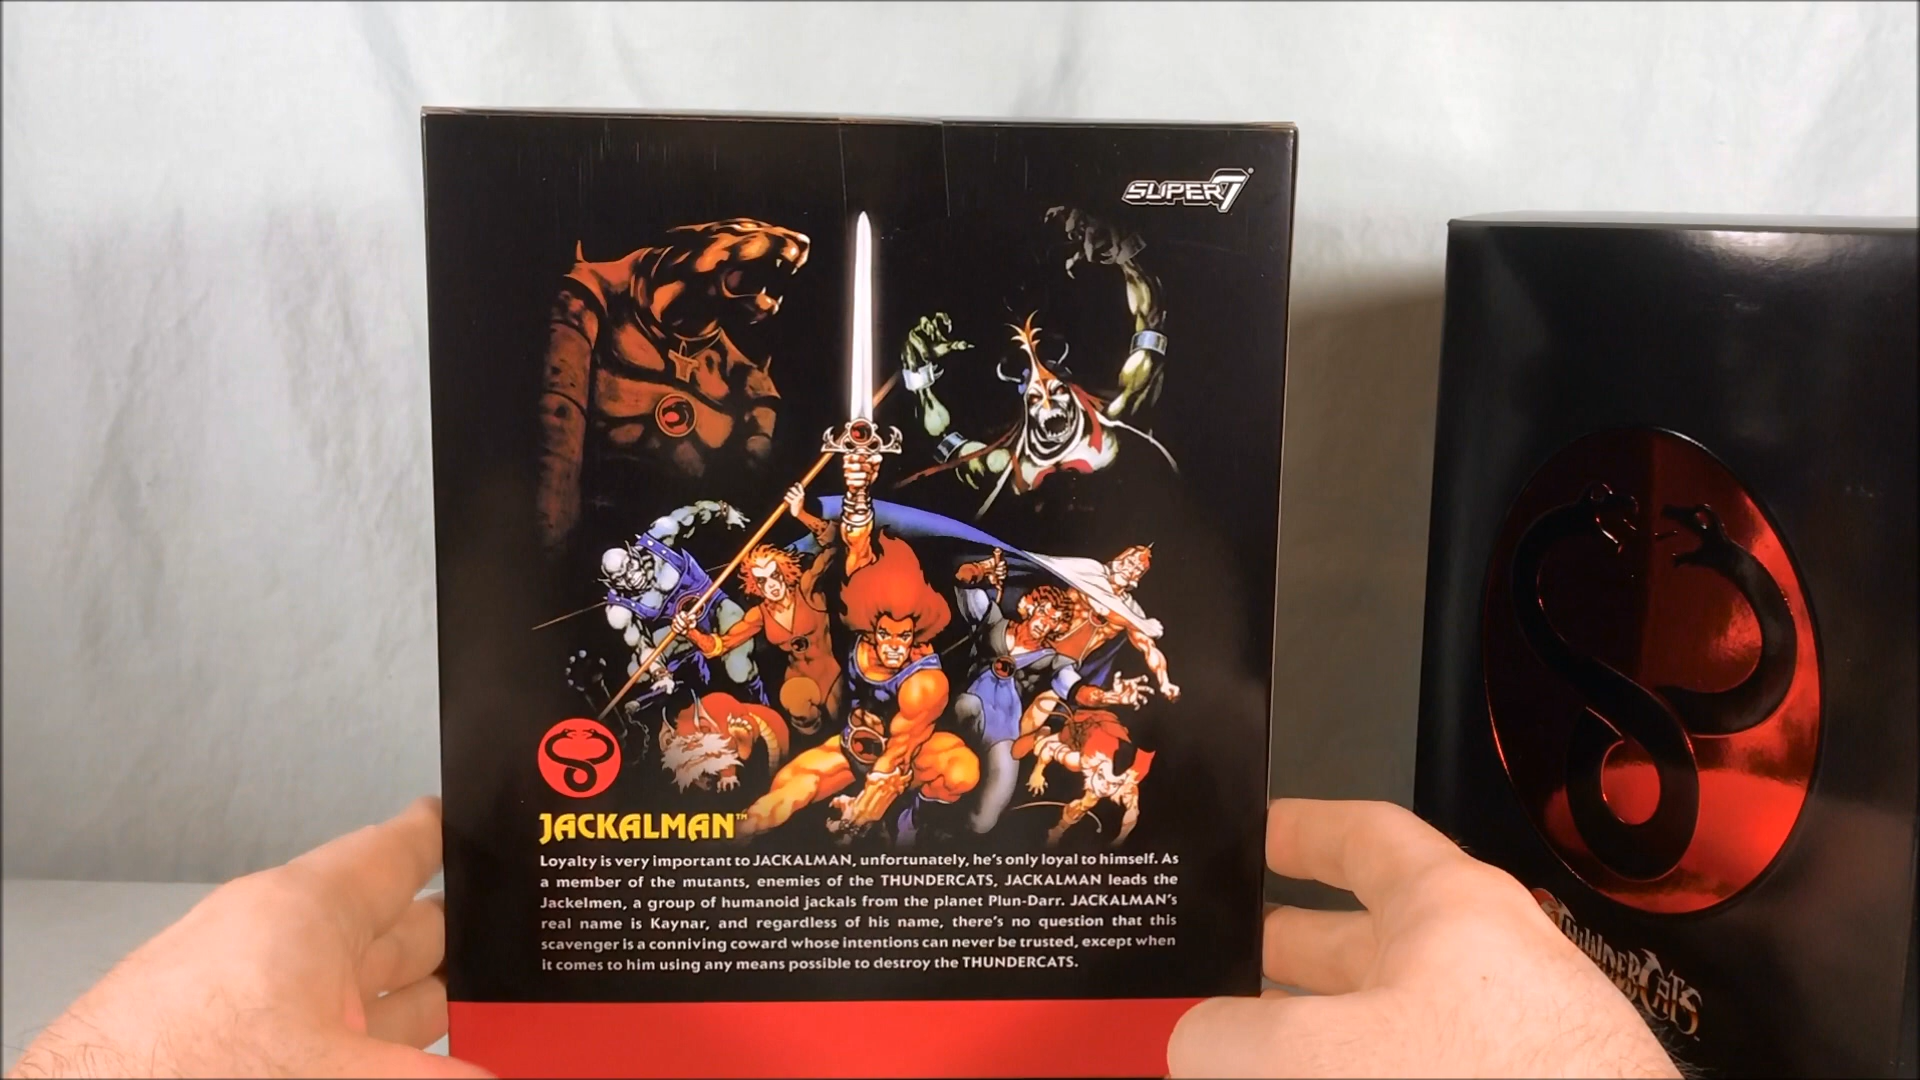 SUPER7®
JACKALMAN™
Loyalty is very important to JACKALMAN, unfortunately, he's only loyal to himself. As
a member of the mutants, enemies of the THUNDERCATS, JACKALMAN leads the
Jackelmen, a group of humanoid jackals from the planet Plun-Darr. JACKALMAN'S
real name is Kaynar, and regardless of his name, there's no question that this
scavenger is a conniving coward whose intentions can never be trusted, except when
it comes to him using any means possible to destroy the THUNDERCATS.
THUNDERCATS